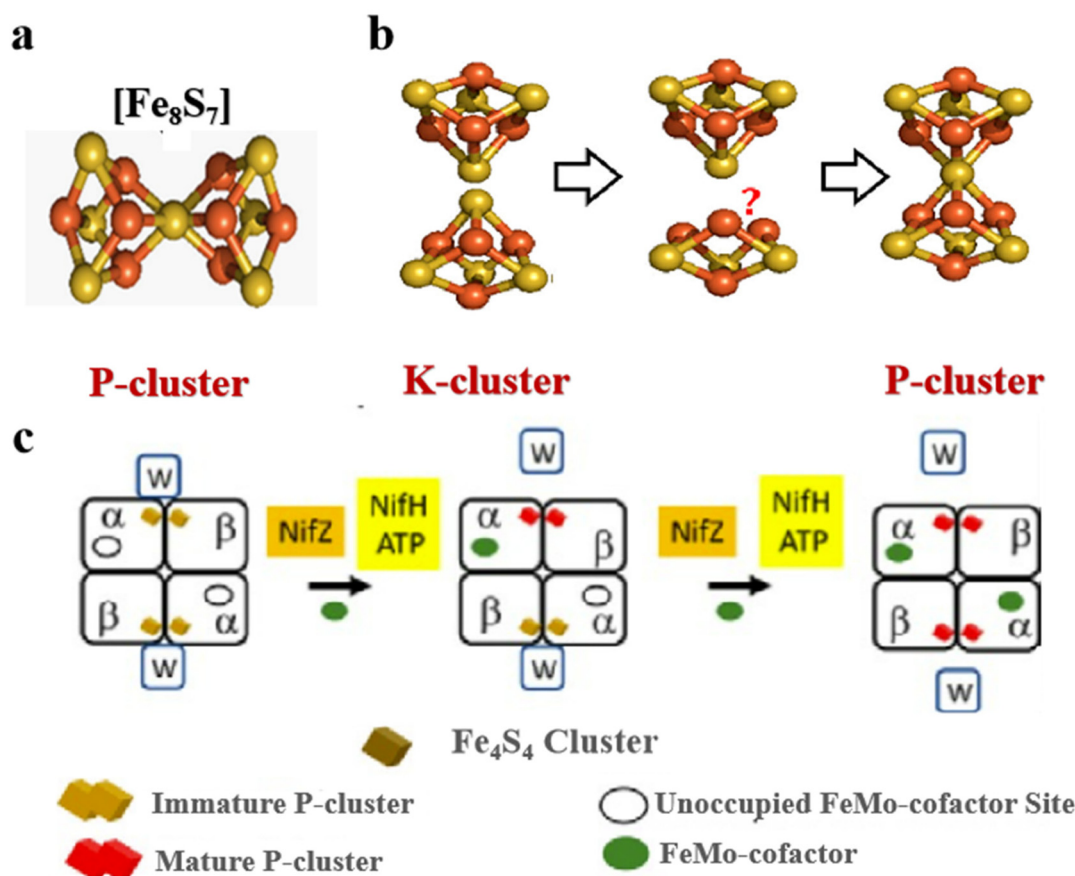 a
b
[Fe₈S₇]
?
P-cluster
K-cluster
P-cluster
c
W
W
W
α
β
NifZ
NifH
ATP
α
β
NifZ
NifH
ATP
α
β
β
α
β
α
β
α
W
W
W
Fe₄S₄ Cluster
Immature P-cluster
Unoccupied FeMo-cofactor Site
Mature P-cluster
FeMo-cofactor